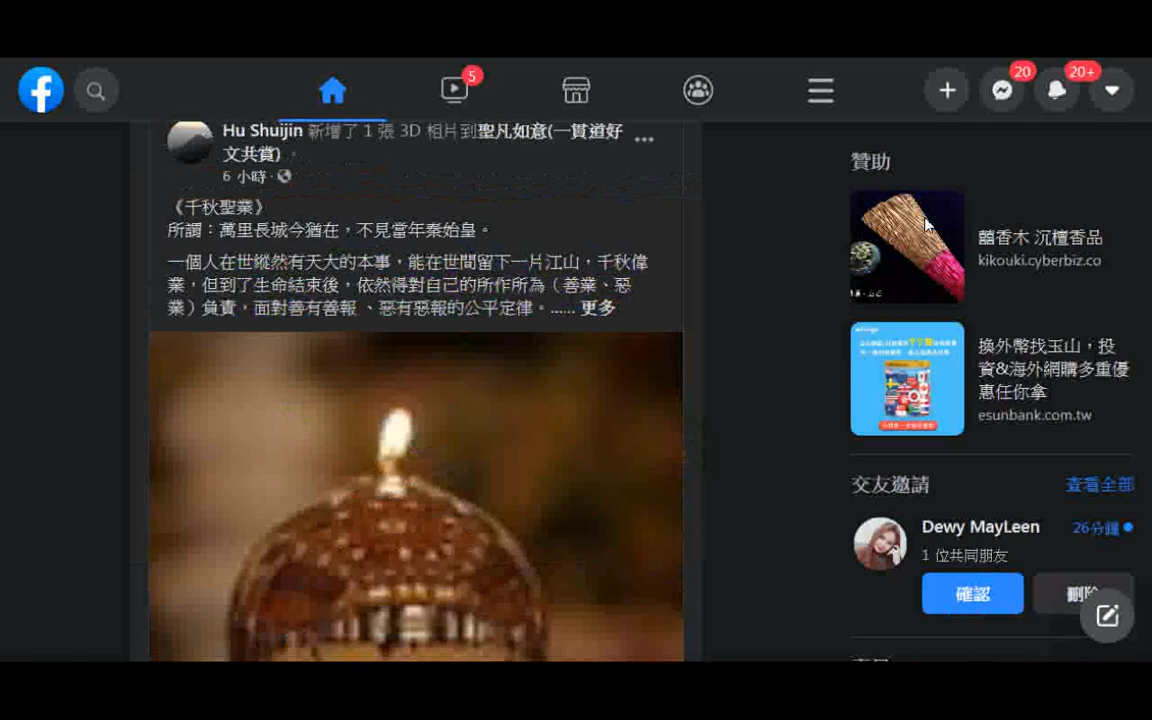 5
20
20+
Hu Shuijin 新增了 1 張 3D 相片到聖凡如意(一貫道好
文共賞)。
6 小時 ·
《千秋聖業》
所謂：萬里長城今猶在，不見當年秦始皇。
一個人在世縱然有天大的本事，能在世間留下一片江山，千秋偉
業，但到了生命結束後，依然得對自己的所作所為（善業、惡
業）負責，面對善有善報 、惡有惡報的公平定律。...... 更多
贊助
囍香木 沉檀香品
kikouki.cyberbiz.co
換外幣找玉山，投
資&海外網購多重優
惠任你拿
esunbank.com.tw
交友邀請
查看全部
Dewy MayLeen
26分鐘
1 位共同朋友
確認
刪除